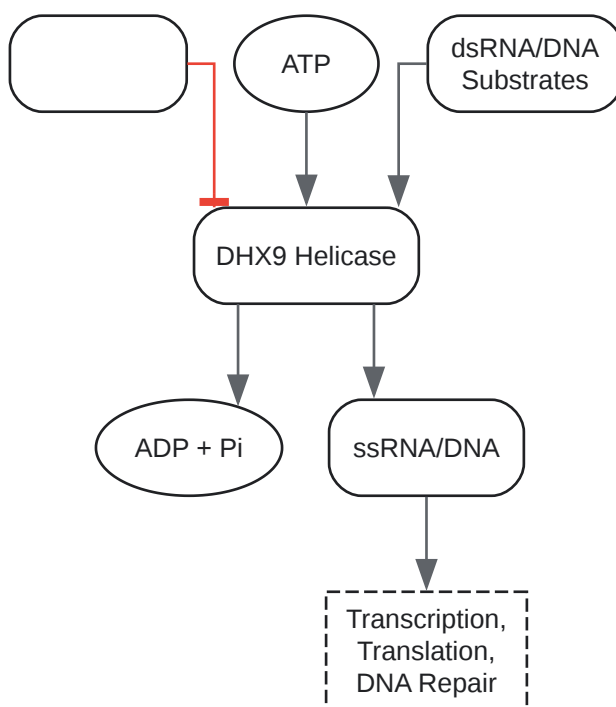 ATP
dsRNA/DNA
Substrates
DHX9 Helicase
ADP + Pi
ssRNA/DNA
Transcription,
Translation,
DNA Repair